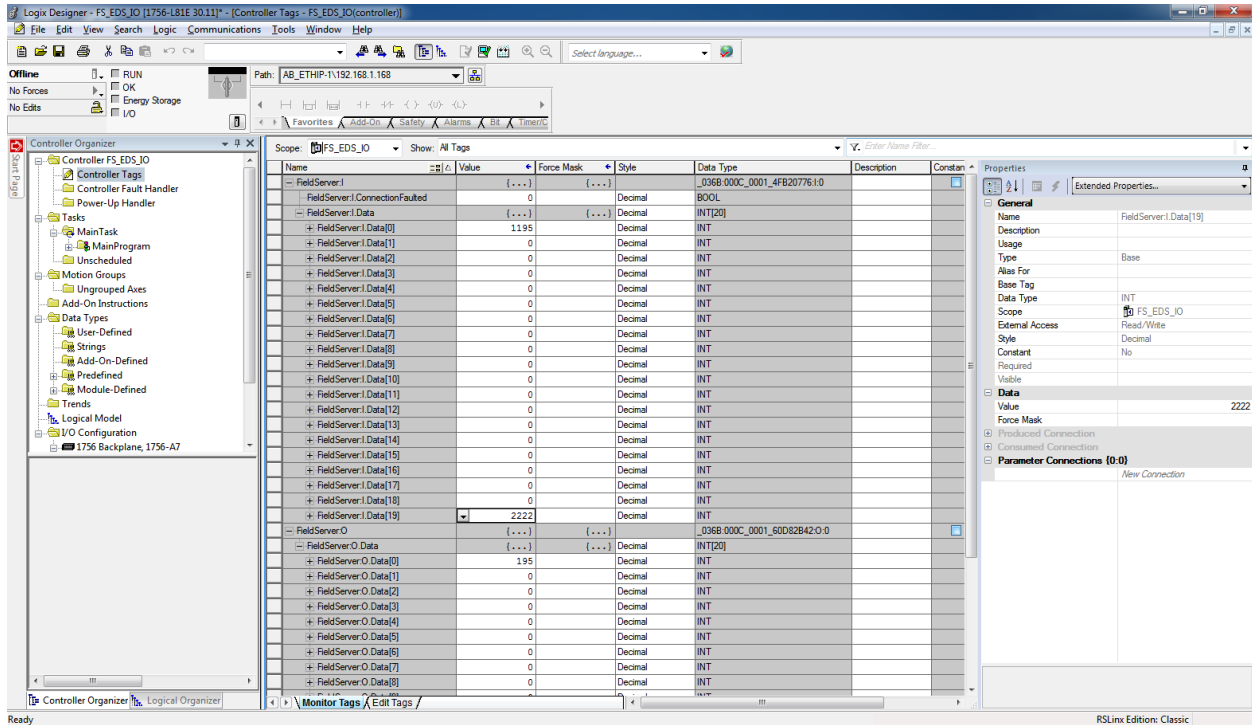 Logix Designer - FS_EDS_IO [1756-L81E 30.11]* - [Controller Tags - FS_EDS_IO(controller)]
File Edit View Search Logic Communications Tools Window Help
Select language...
Offline RUN Path: AB_ETHIP-1\192.168.1.168
No Forces OK
No Edits Energy Storage
I/O
Favorites Add-On Safety Alarms Bit Timer/C
Start Page
Controller Organizer
Controller FS_EDS_IO
Controller Tags
Controller Fault Handler
Power-Up Handler
Tasks
MainTask
MainProgram
Unscheduled
Motion Groups
Ungrouped Axes
Add-On Instructions
Data Types
User-Defined
Strings
Add-On-Defined
Predefined
Module-Defined
Trends
Logical Model
I/O Configuration
1756 Backplane, 1756-A7
Controller Organizer Logical Organizer
Scope: FS_EDS_IO Show: All Tags Enter Name Filter...
Name Value Force Mask Style Data Type Description Constan
FieldServer:I {...} {...} _036B:000C_0001_4FB20776:I:0
FieldServer:I.ConnectionFaulted 0 Decimal BOOL
FieldServer:I.Data {...} {...} Decimal INT[20]
FieldServer:I.Data[0] 1195 Decimal INT
FieldServer:I.Data[1] 0 Decimal INT
FieldServer:I.Data[2] 0 Decimal INT
FieldServer:I.Data[3] 0 Decimal INT
FieldServer:I.Data[4] 0 Decimal INT
FieldServer:I.Data[5] 0 Decimal INT
FieldServer:I.Data[6] 0 Decimal INT
FieldServer:I.Data[7] 0 Decimal INT
FieldServer:I.Data[8] 0 Decimal INT
FieldServer:I.Data[9] 0 Decimal INT
FieldServer:I.Data[10] 0 Decimal INT
FieldServer:I.Data[11] 0 Decimal INT
FieldServer:I.Data[12] 0 Decimal INT
FieldServer:I.Data[13] 0 Decimal INT
FieldServer:I.Data[14] 0 Decimal INT
FieldServer:I.Data[15] 0 Decimal INT
FieldServer:I.Data[16] 0 Decimal INT
FieldServer:I.Data[17] 0 Decimal INT
FieldServer:I.Data[18] 0 Decimal INT
FieldServer:I.Data[19] 2222 Decimal INT
FieldServer:O {...} {...} _036B:000C_0001_60D82B42:O:0
FieldServer:O.Data {...} {...} Decimal INT[20]
FieldServer:O.Data[0] 195 Decimal INT
FieldServer:O.Data[1] 0 Decimal INT
FieldServer:O.Data[2] 0 Decimal INT
FieldServer:O.Data[3] 0 Decimal INT
FieldServer:O.Data[4] 0 Decimal INT
FieldServer:O.Data[5] 0 Decimal INT
FieldServer:O.Data[6] 0 Decimal INT
FieldServer:O.Data[7] 0 Decimal INT
FieldServer:O.Data[8] 0 Decimal INT
Monitor Tags Edit Tags
Properties
Extended Properties...
General
Name FieldServer:I.Data[19]
Description
Usage
Type Base
Alias For
Base Tag
Data Type INT
Scope FS_EDS_IO
External Access Read/Write
Style Decimal
Constant No
Required
Visible
Data
Value 2222
Force Mask
Produced Connection
Consumed Connection
Parameter Connections {0:0}
New Connection
Ready RSLinx Edition: Classic